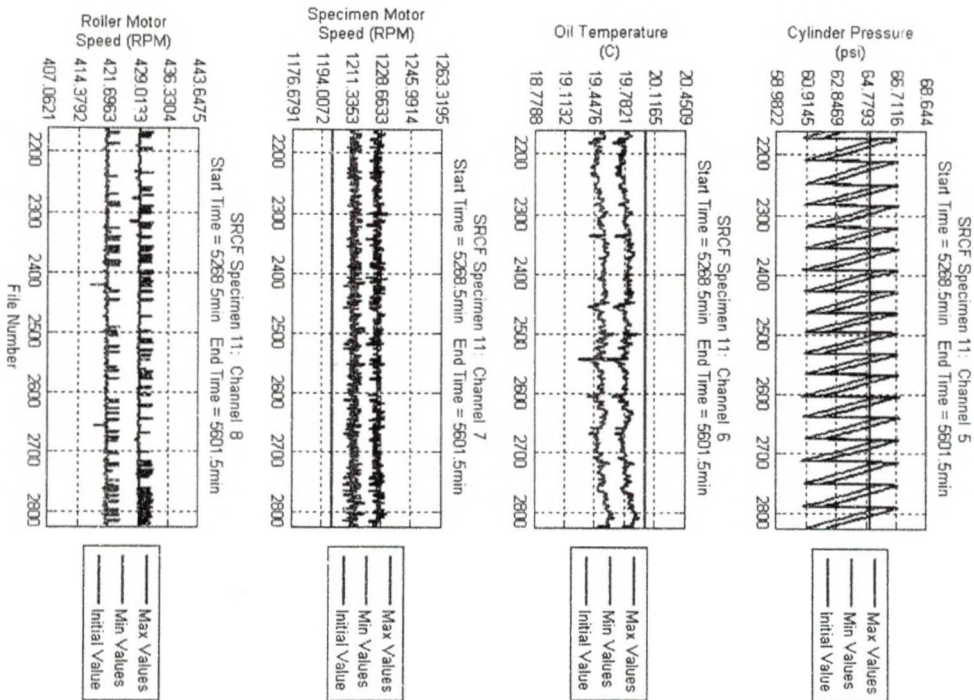 SRCF Specimen 11: Channel 5
Start Time = 5268.5min End Time = 5601.5min
Cylinder Pressure
(psi)
68.644
66.7116
64.7793
62.8469
60.9145
58.9822
2200 2300 2400 2500 2600 2700 2800
Max Values
Min Values
Initial Value
SRCF Specimen 11: Channel 6
Start Time = 5268.5min End Time = 5601.5min
Oil Temperature
(C)
20.4509
20.1165
19.7821
19.4476
19.1132
18.7788
2200 2300 2400 2500 2600 2700 2800
Max Values
Min Values
Initial Value
SRCF Specimen 11: Channel 7
Start Time = 5268.5min End Time = 5601.5min
Specimen Motor
Speed (RPM)
1263.3195
1245.9914
1228.6633
1211.3353
1194.0072
1176.6791
2200 2300 2400 2500 2600 2700 2800
Max Values
Min Values
Initial Value
SRCF Specimen 11: Channel 8
Start Time = 5268.5min End Time = 5601.5min
Roller Motor
Speed (RPM)
443.6475
436.3304
429.0133
421.6963
414.3792
407.0621
2200 2300 2400 2500 2600 2700 2800
File Number
Max Values
Min Values
Initial Value